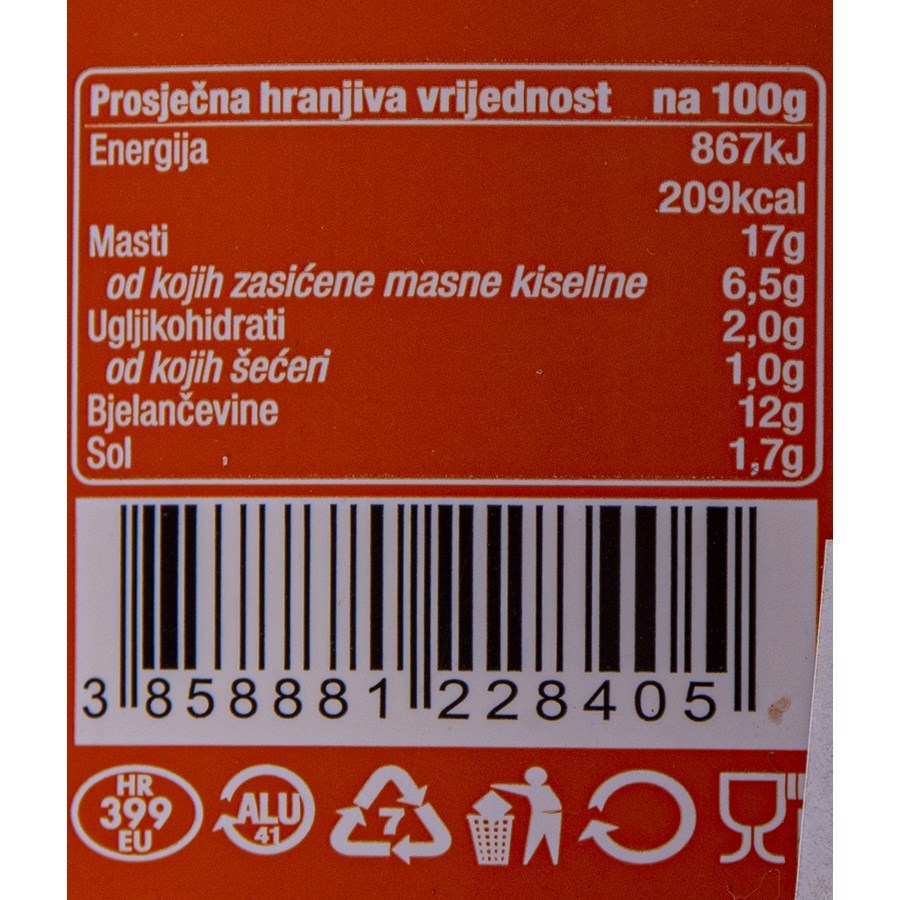 Prosječna hranjiva vrijednost na 100g
Energija 867kJ
209kcal
Masti 17g
od kojih zasićene masne kiseline 6,5g
Ugljikohidrati 2,0g
od kojih šećeri 1,0g
Bjelančevine 12g
Sol 1,7g
3 858881 228405
HR
399
EU
ALU
41
7